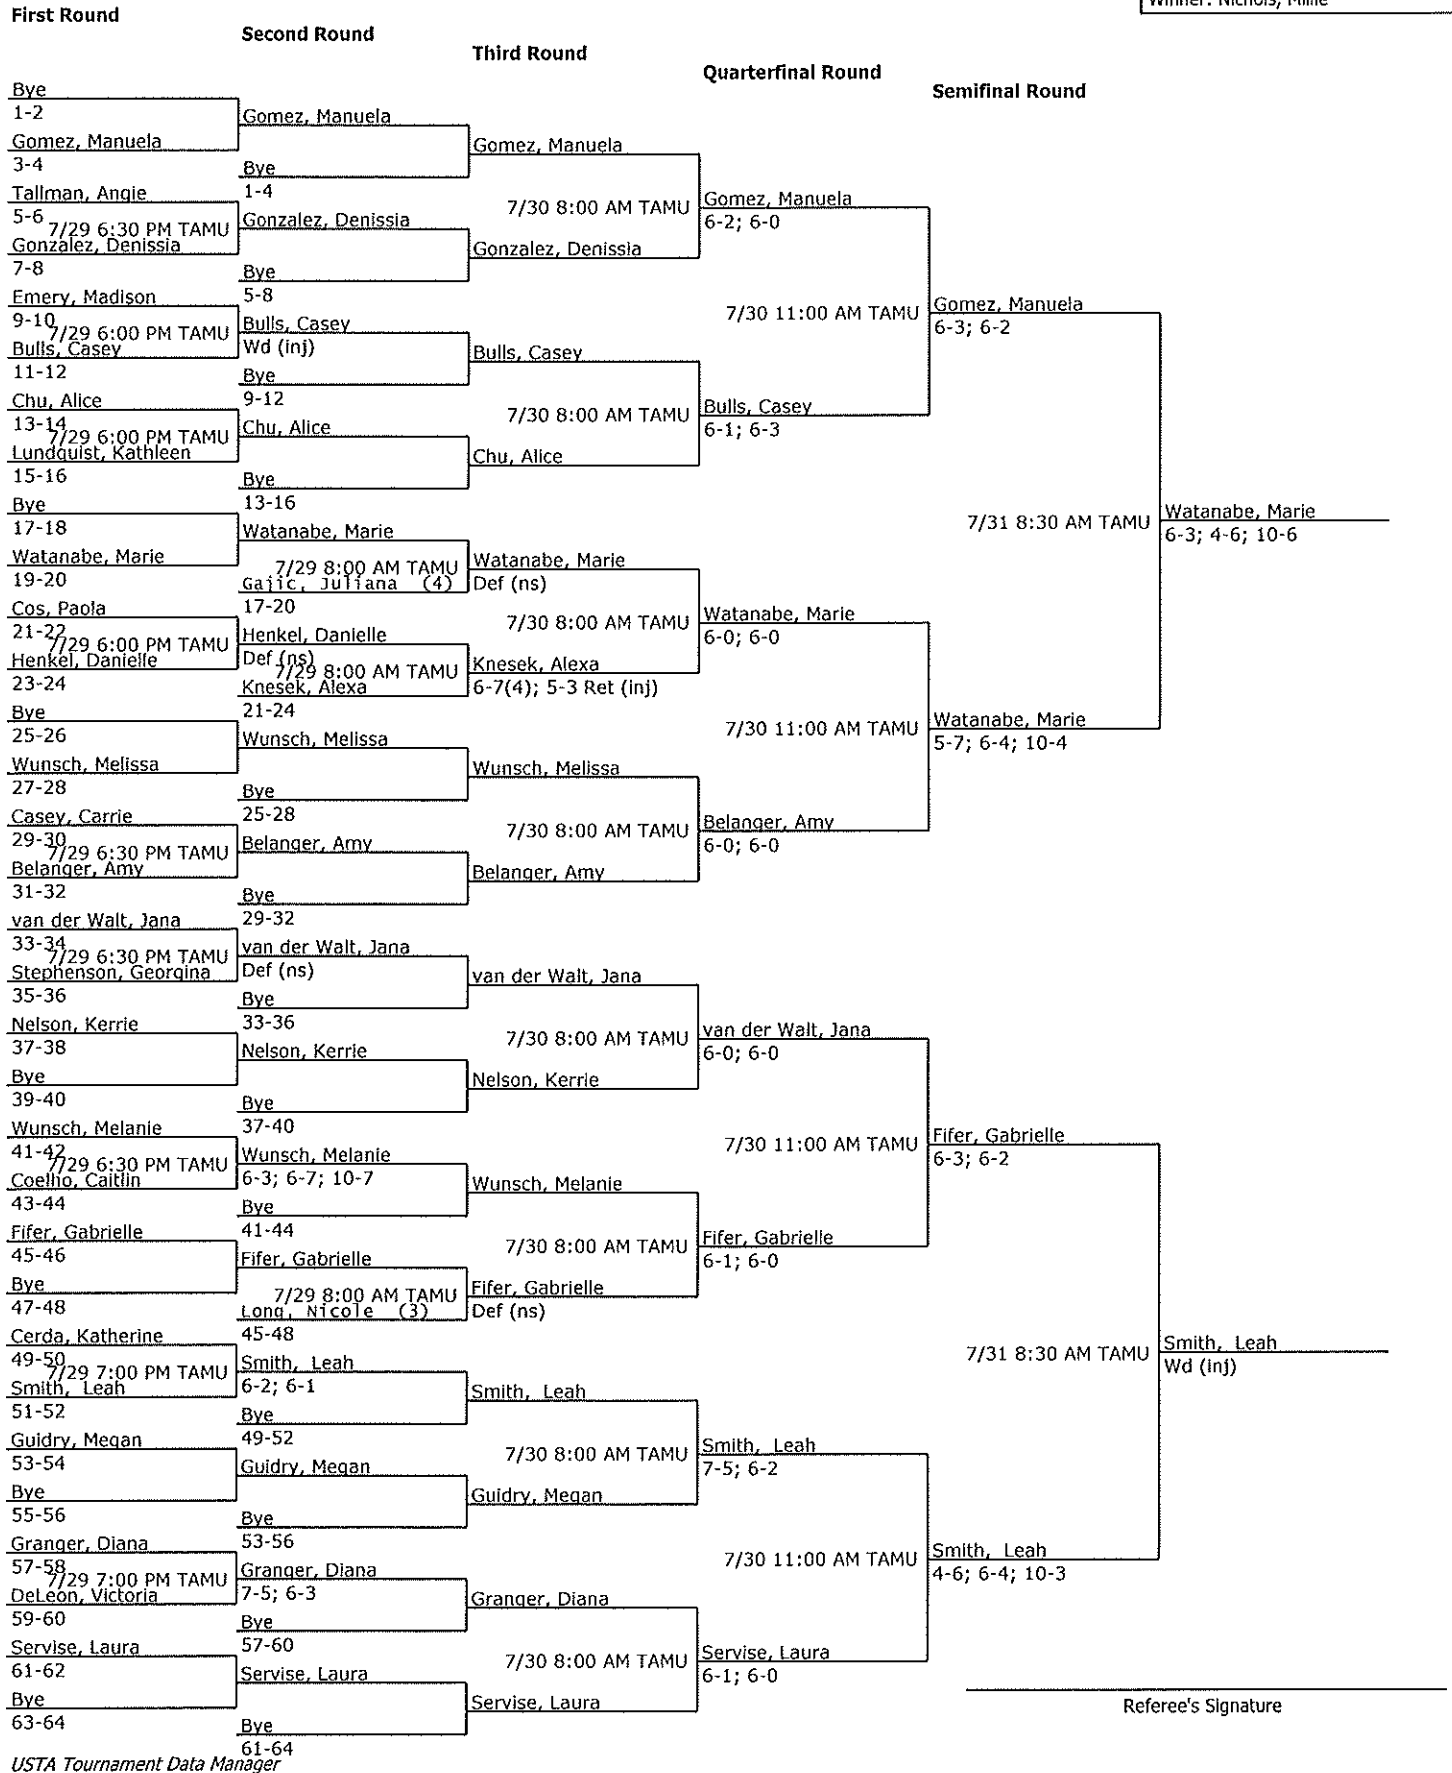 Winner: Nichols, Millie
First Round
Second Round
Third Round
Quarterfinal Round
Semifinal Round
Bye
1-2
Gomez, Manuela
3-4
Tallman, Angie
5-6
7/29 6:30 PM TAMU
Gonzalez, Denissia
7-8
Emery, Madison
9-10
7/29 6:00 PM TAMU
Bulls, Casey
11-12
Chu, Alice
13-14
7/29 6:00 PM TAMU
Lundquist, Kathleen
15-16
Bye
17-18
Watanabe, Marie
19-20
Cos, Paola
21-22
7/29 6:00 PM TAMU
Henkel, Danielle
23-24
Bye
25-26
Wunsch, Melissa
27-28
Casey, Carrie
29-30
7/29 6:30 PM TAMU
Belanger, Amy
31-32
van der Walt, Jana
33-34
7/29 6:30 PM TAMU
Stephenson, Georgina
35-36
Nelson, Kerrie
37-38
Bye
39-40
Wunsch, Melanie
41-42
7/29 6:30 PM TAMU
Coelho, Caitlin
43-44
Fifer, Gabrielle
45-46
Bye
47-48
Cerda, Katherine
49-50
7/29 7:00 PM TAMU
Smith, Leah
51-52
Guidry, Megan
53-54
Bye
55-56
Granger, Diana
57-58
7/29 7:00 PM TAMU
DeLeon, Victoria
59-60
Servise, Laura
61-62
Bye
63-64
Gomez, Manuela
Bye
1-4
Gonzalez, Denissia
Bye
5-8
Bulls, Casey
Wd (inj)
Bye
9-12
Chu, Alice
Bye
13-16
Watanabe, Marie
7/29 8:00 AM TAMU
Gajic, Juliana (4)
17-20
Henkel, Danielle
Def (ns)
7/29 8:00 AM TAMU
Knesek, Alexa
21-24
Wunsch, Melissa
Bye
25-28
Belanger, Amy
Bye
29-32
van der Walt, Jana
Def (ns)
Bye
33-36
Nelson, Kerrie
Bye
37-40
Wunsch, Melanie
6-3; 6-7; 10-7
Bye
41-44
Fifer, Gabrielle
7/29 8:00 AM TAMU
Long, Nicole (3)
45-48
Smith, Leah
6-2; 6-1
Bye
49-52
Guidry, Megan
Bye
53-56
Granger, Diana
7-5; 6-3
Bye
57-60
Servise, Laura
Bye
61-64
Gomez, Manuela
7/30 8:00 AM TAMU
Gonzalez, Denissia
Bulls, Casey
7/30 8:00 AM TAMU
Chu, Alice
Watanabe, Marie
Def (ns)
7/30 8:00 AM TAMU
Knesek, Alexa
6-7(4); 5-3 Ret (inj)
Wunsch, Melissa
7/30 8:00 AM TAMU
Belanger, Amy
van der Walt, Jana
7/30 8:00 AM TAMU
Nelson, Kerrie
Wunsch, Melanie
7/30 8:00 AM TAMU
Fifer, Gabrielle
Def (ns)
Smith, Leah
7/30 8:00 AM TAMU
Guidry, Megan
Granger, Diana
7/30 8:00 AM TAMU
Servise, Laura
Gomez, Manuela
6-2; 6-0
7/30 11:00 AM TAMU
Bulls, Casey
6-1; 6-3
Watanabe, Marie
6-0; 6-0
7/30 11:00 AM TAMU
Belanger, Amy
6-0; 6-0
van der Walt, Jana
6-0; 6-0
7/30 11:00 AM TAMU
Fifer, Gabrielle
6-1; 6-0
Smith, Leah
7-5; 6-2
7/30 11:00 AM TAMU
Servise, Laura
6-1; 6-0
Gomez, Manuela
6-3; 6-2
7/31 8:30 AM TAMU
Watanabe, Marie
5-7; 6-4; 10-4
Fifer, Gabrielle
6-3; 6-2
7/31 8:30 AM TAMU
Smith, Leah
4-6; 6-4; 10-3
Watanabe, Marie
6-3; 4-6; 10-6
Smith, Leah
Wd (inj)
Referee's Signature
USTA Tournament Data Manager